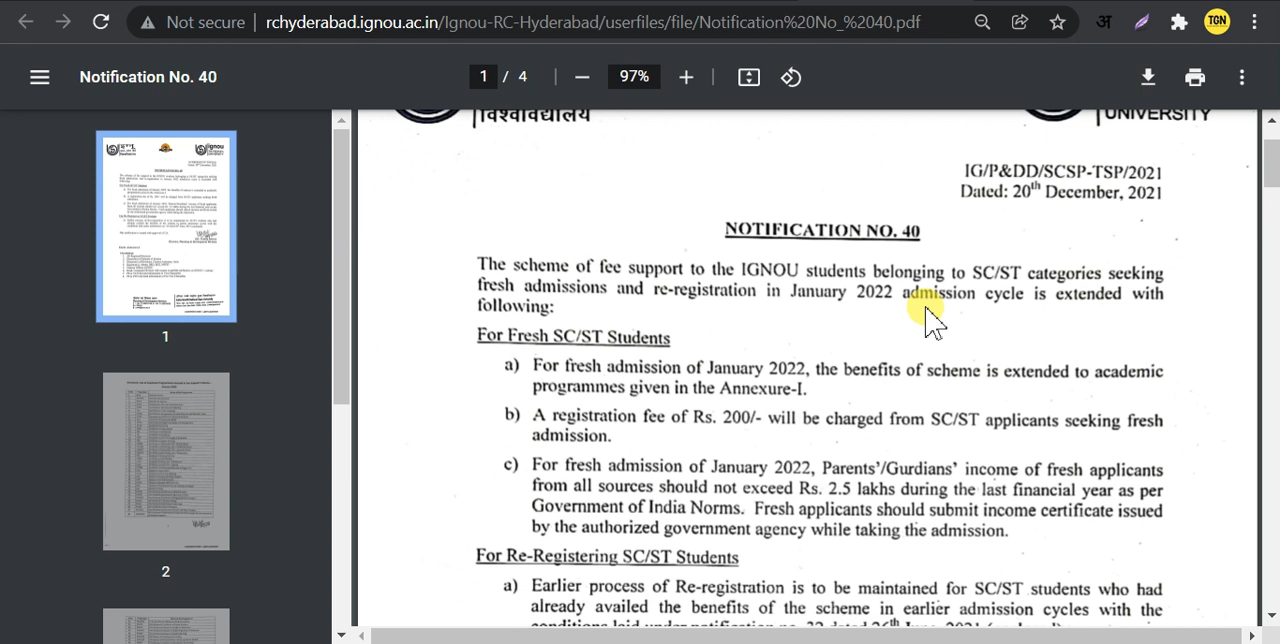 Not secure | rchyderabad.ignou.ac.in/Ignou-RC-Hyderabad/userfiles/file/Notification%20No_%2040.pdf
अ
TGN
Notification No. 40
1 / 4
97%
विश्वविद्यालय
UNIVERSITY
IG/P&DD/SCSP-TSP/2021
Dated: 20th December, 2021
NOTIFICATION NO. 40
The scheme of fee support to the IGNOU students belonging to SC/ST categories seeking
fresh admissions and re-registration in January 2022 admission cycle is extended with
following:
For Fresh SC/ST Students
a) For fresh admission of January 2022, the benefits of scheme is extended to academic
programmes given in the Annexure-I.
b) A registration fee of Rs. 200/- will be charged from SC/ST applicants seeking fresh
admission.
c) For fresh admission of January 2022, Parents'/Gurdians' income of fresh applicants
from all sources should not exceed Rs. 2.5 lakhs during the last financial year as per
Government of India Norms. Fresh applicants should submit income certificate issued
by the authorized government agency while taking the admission.
For Re-Registering SC/ST Students
a) Earlier process of Re-registration is to be maintained for SC/ST students who had
already availed the benefits of the scheme in earlier admission cycles with the
1
2